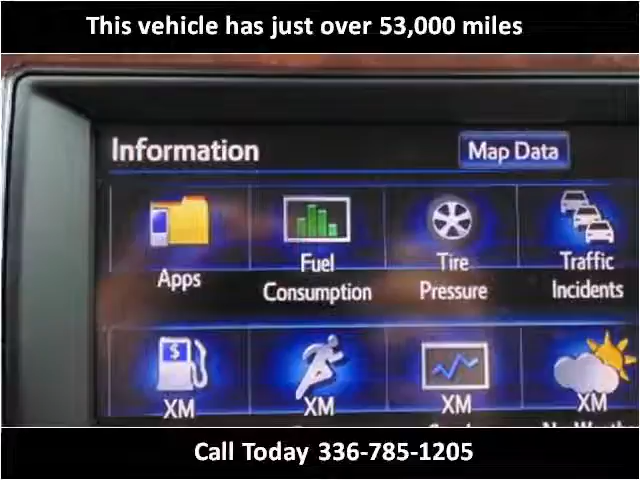 This vehicle has just over 53,000 miles
Information
Map Data
Apps
Fuel
Consumption
Tire
Pressure
Traffic
Incidents
$
XM
XM
XM
XM
Call Today 336-785-1205